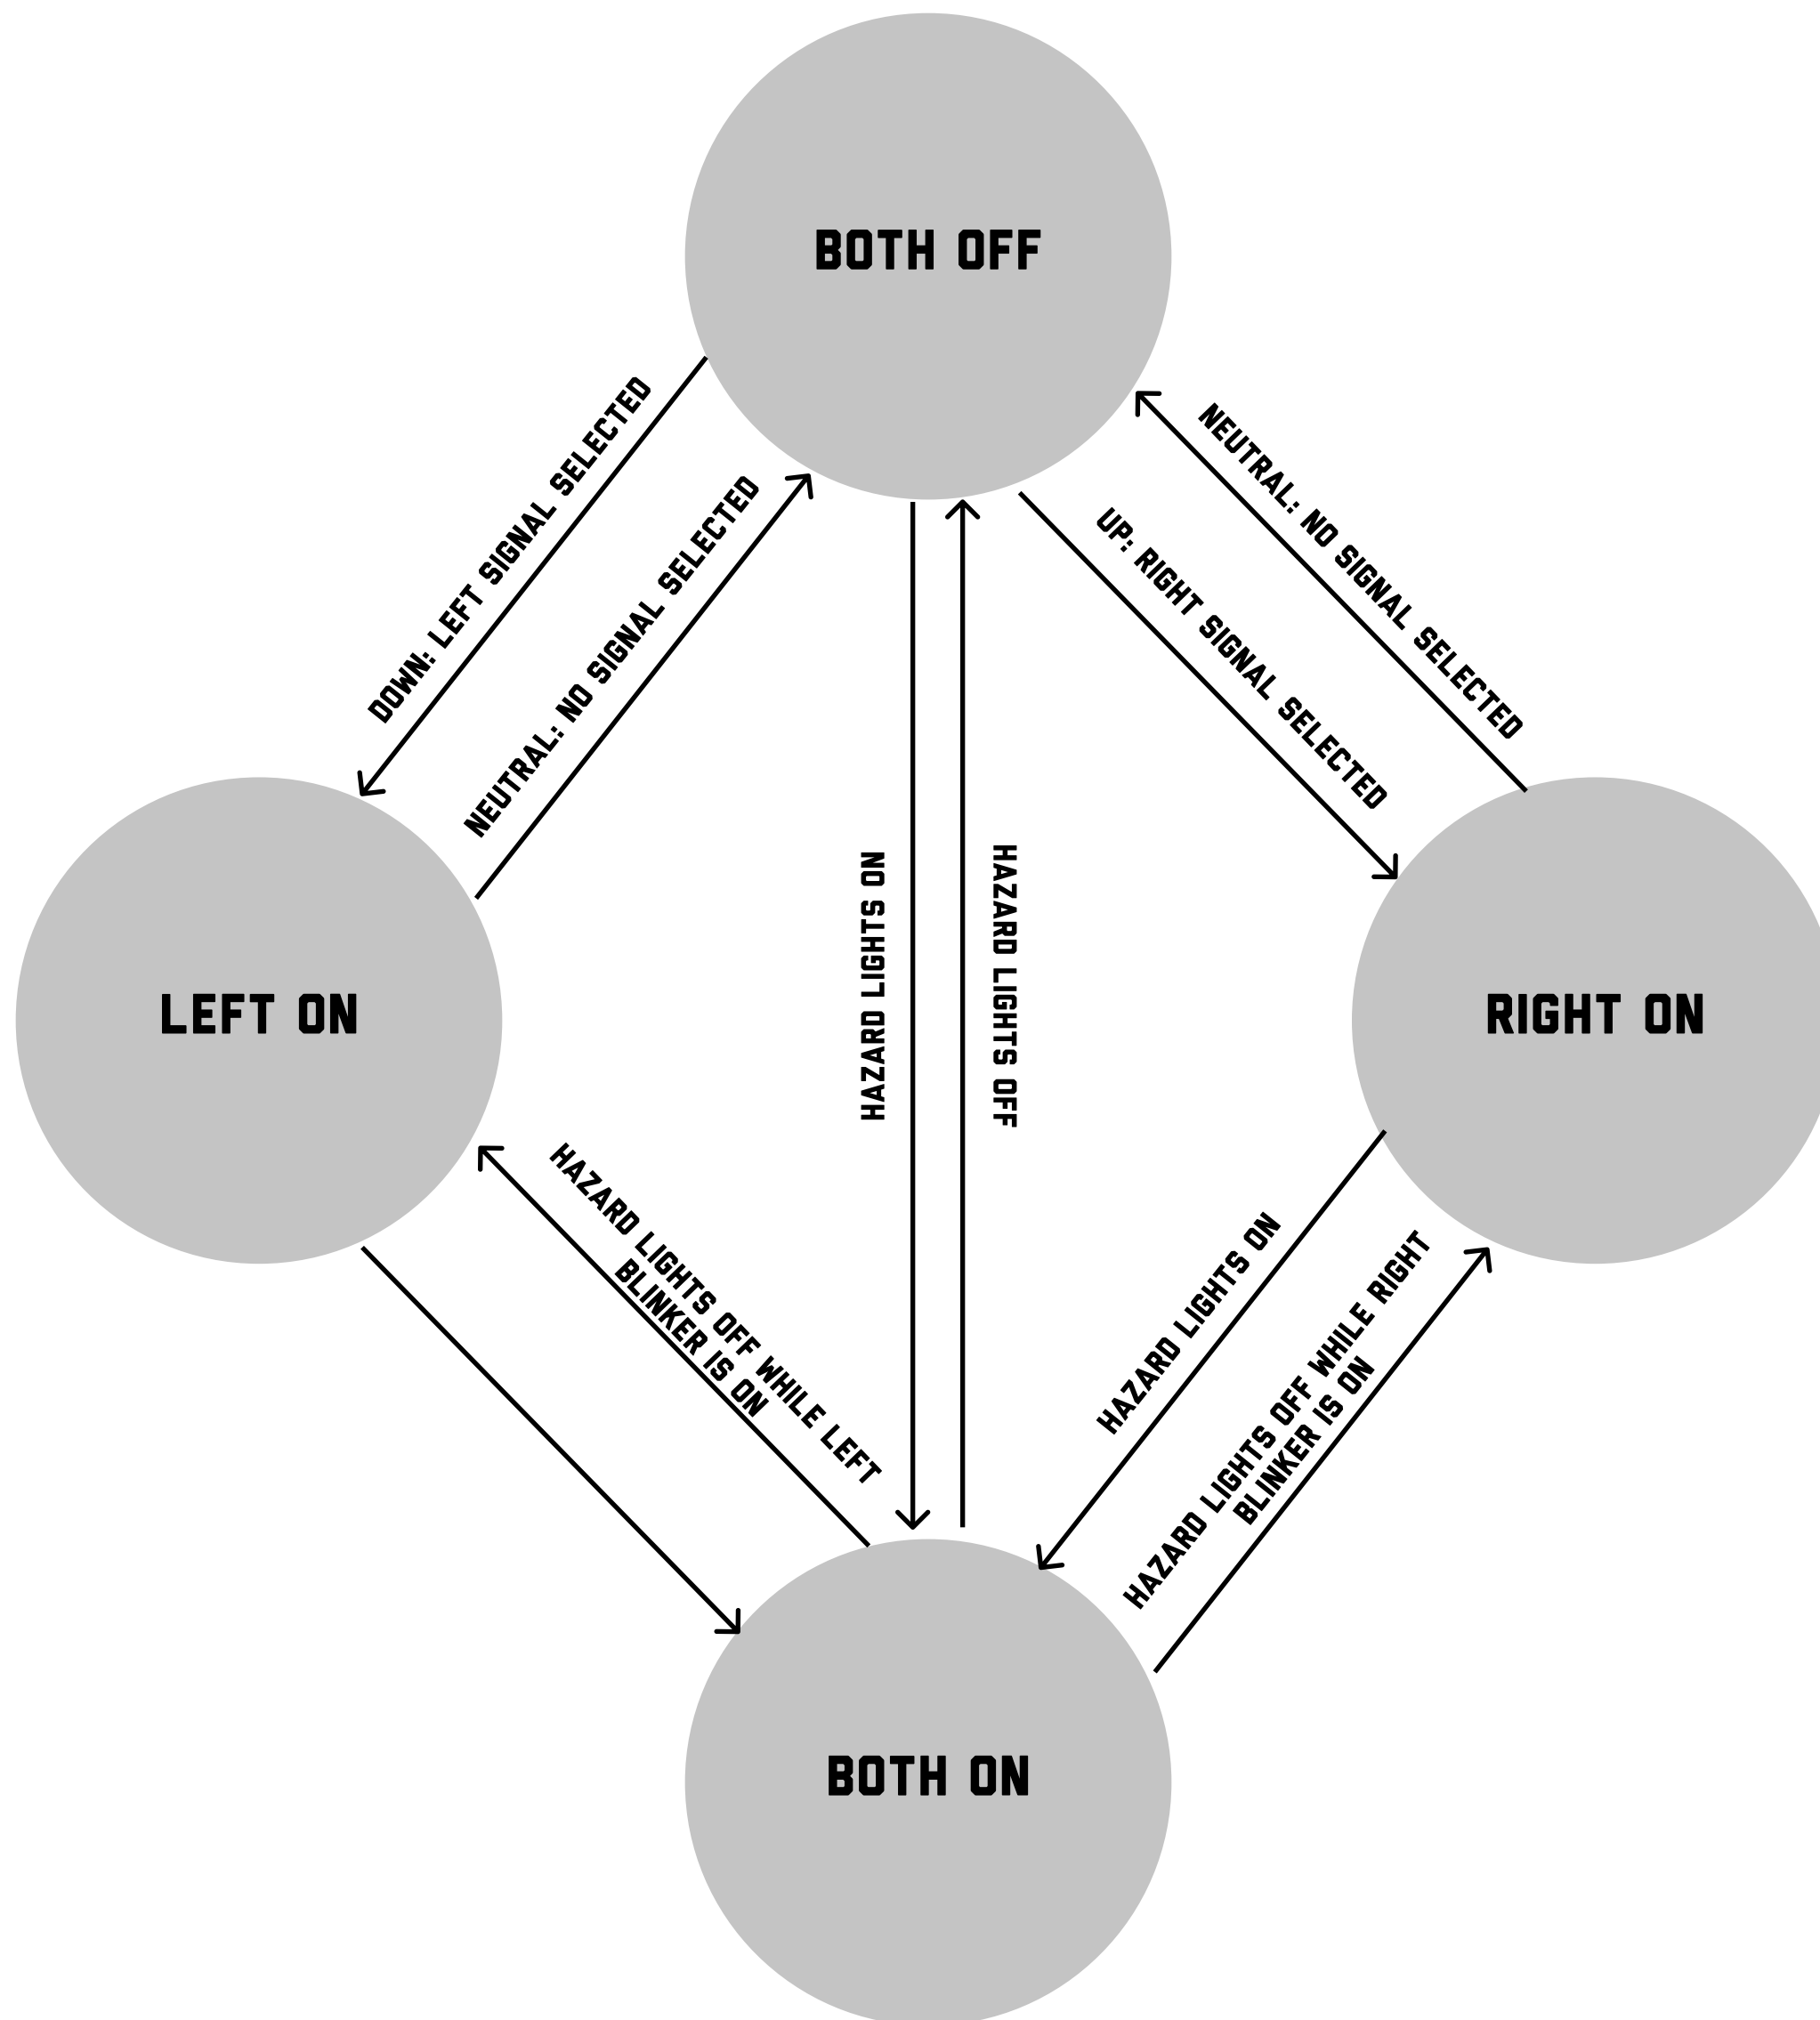 BOTH OFF
DOWN: LEFT SIGNAL SELECTED
NEUTRAL: NO SIGNAL SELECTED
UP: RIGHT SIGNAL SELECTED
NEUTRAL: NO SIGNAL SELECTED
LEFT ON
HAZARD LIGHTS ON
HAZARD LIGHTS OFF
RIGHT ON
HAZARD LIGHTS OFF WHILE LEFT
BLINKER IS ON
HAZARD LIGHTS ON
HAZARD LIGHTS OFF WHILE RIGHT
BLINKER IS ON
BOTH ON